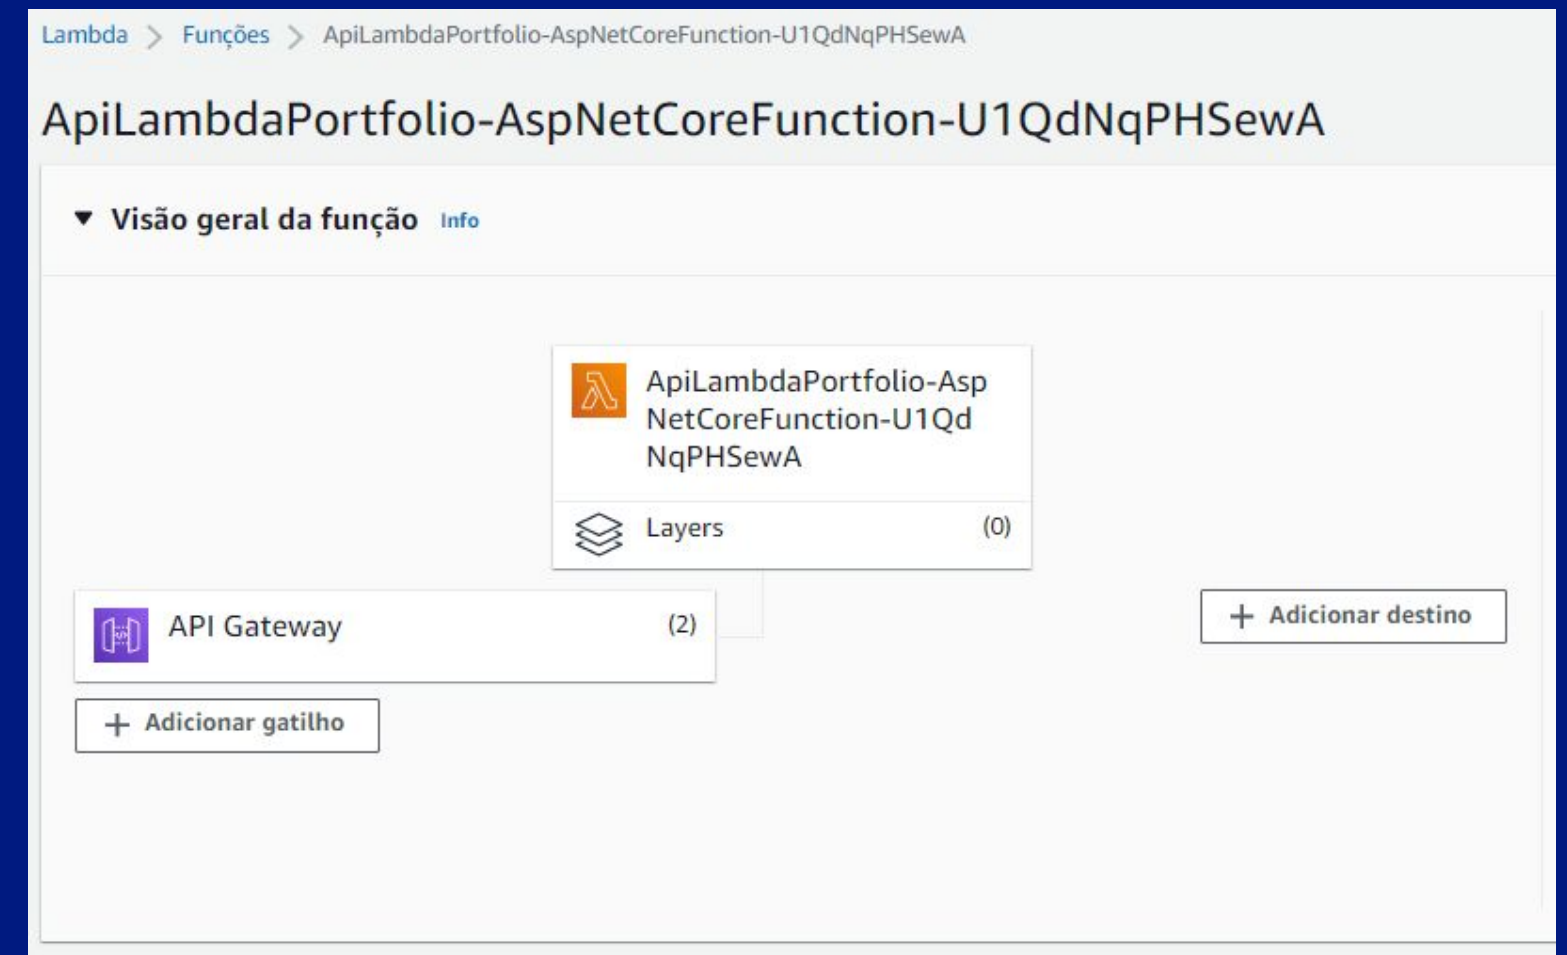 Lambda > Funções > ApiLambdaPortfolio-AspNetCoreFunction-U1QdNqPHSewA
ApiLambdaPortfolio-AspNetCoreFunction-U1QdNqPHSewA
▼ Visão geral da função Info
ApiLambdaPortfolio-Asp
NetCoreFunction-U1Qd
NqPHSewA
Layers (0)
API Gateway (2)
+ Adicionar destino
+ Adicionar gatilho